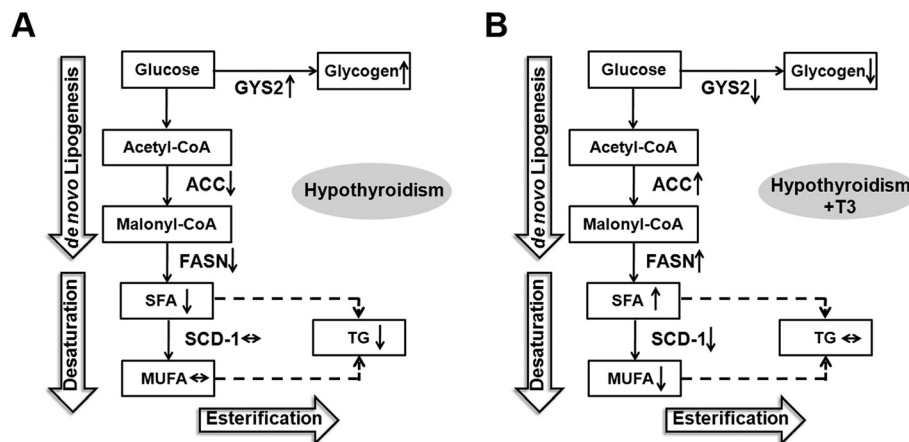 A
de novo Lipogenesis
Desaturation
Glucose
GYS2↑
Glycogen↑
Acetyl-CoA
ACC↓
Malonyl-CoA
FASN↓
SFA ↓
SCD-1↔
MUFA↔
TG ↓
Hypothyroidism
Esterification
B
de novo Lipogenesis
Desaturation
Glucose
GYS2↓
Glycogen↓
Acetyl-CoA
ACC↑
Malonyl-CoA
FASN↑
SFA ↑
SCD-1↓
MUFA↓
TG ↔
Hypothyroidism
+T3
Esterification